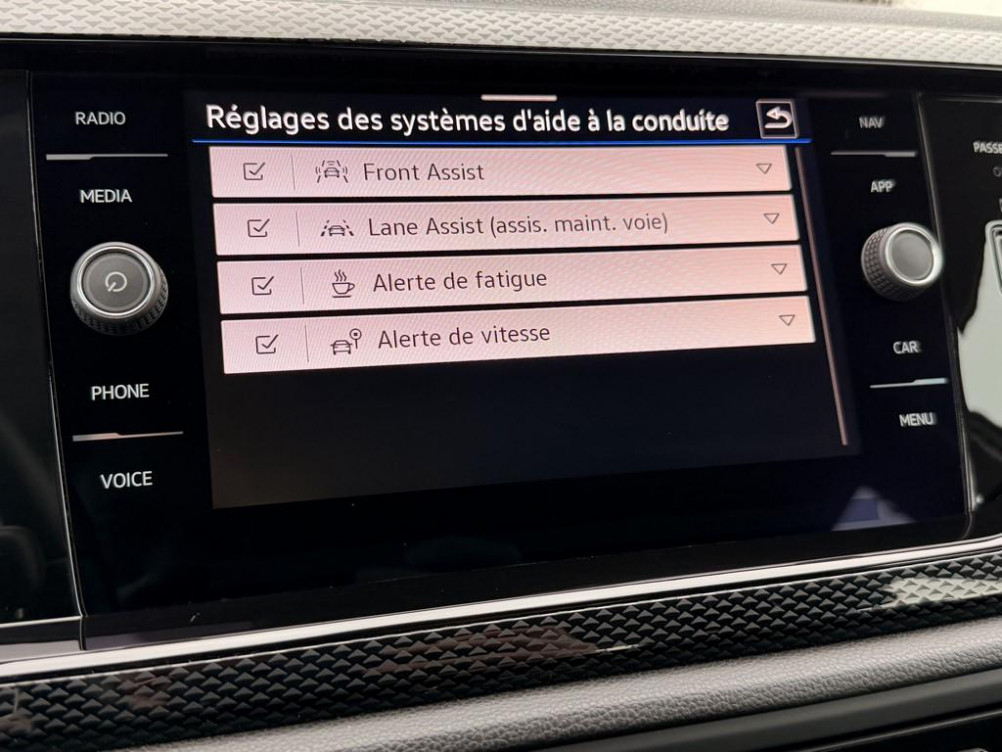 RADIO
MEDIA
PHONE
VOICE
Réglages des systèmes d'aide à la conduite
Front Assist
Lane Assist (assis. maint. voie)
Alerte de fatigue
Alerte de vitesse
NAV
APP
CAR
MENU